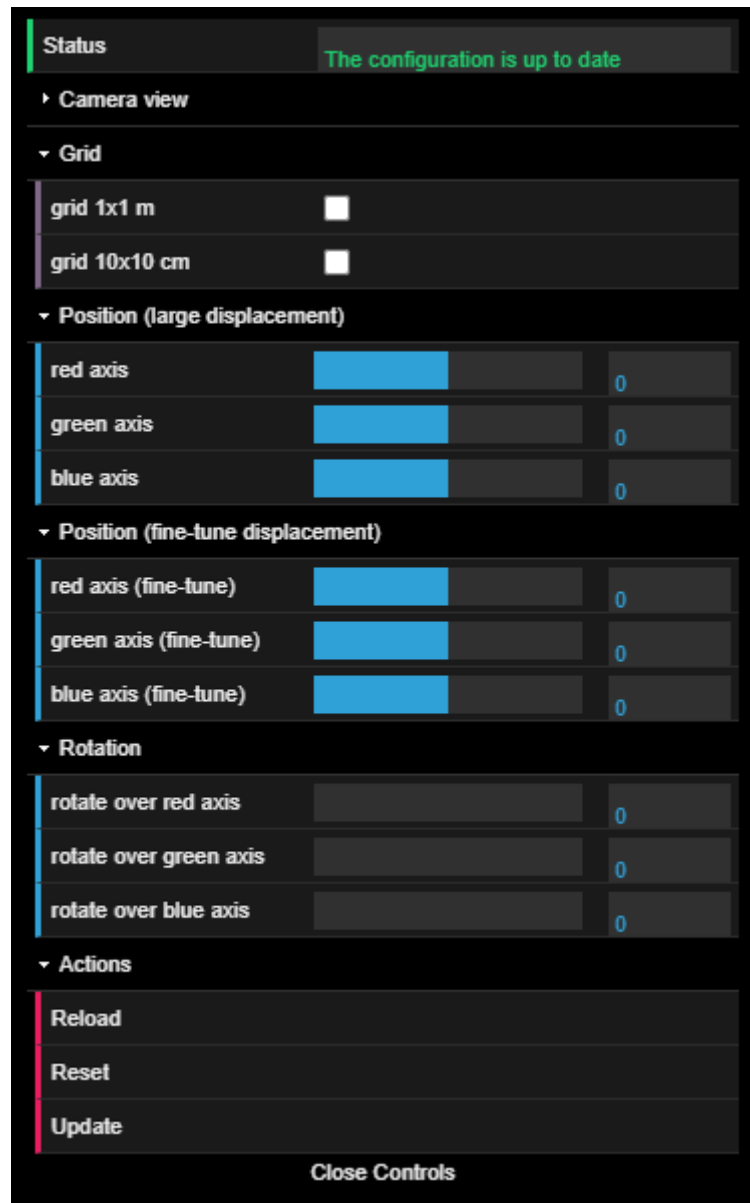 Status The configuration is up to date
Camera view
Grid
grid 1x1 m
grid 10x10 cm
Position (large displacement)
red axis 0
green axis 0
blue axis 0
Position (fine-tune displacement)
red axis (fine-tune) 0
green axis (fine-tune) 0
blue axis (fine-tune) 0
Rotation
rotate over red axis 0
rotate over green axis 0
rotate over blue axis 0
Actions
Reload
Reset
Update
Close Controls